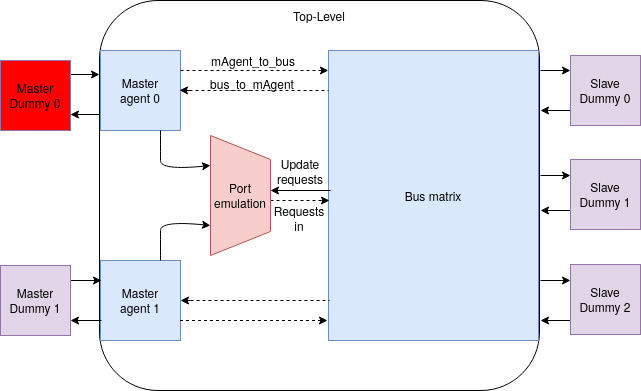 Top-Level
Master
Dummy 0
Master
agent 0
mAgent_to_bus
bus_to_mAgent
Slave
Dummy 0
Port
emulation
Update
requests
Requests
in
Bus matrix
Slave
Dummy 1
Master
Dummy 1
Master
agent 1
Slave
Dummy 2